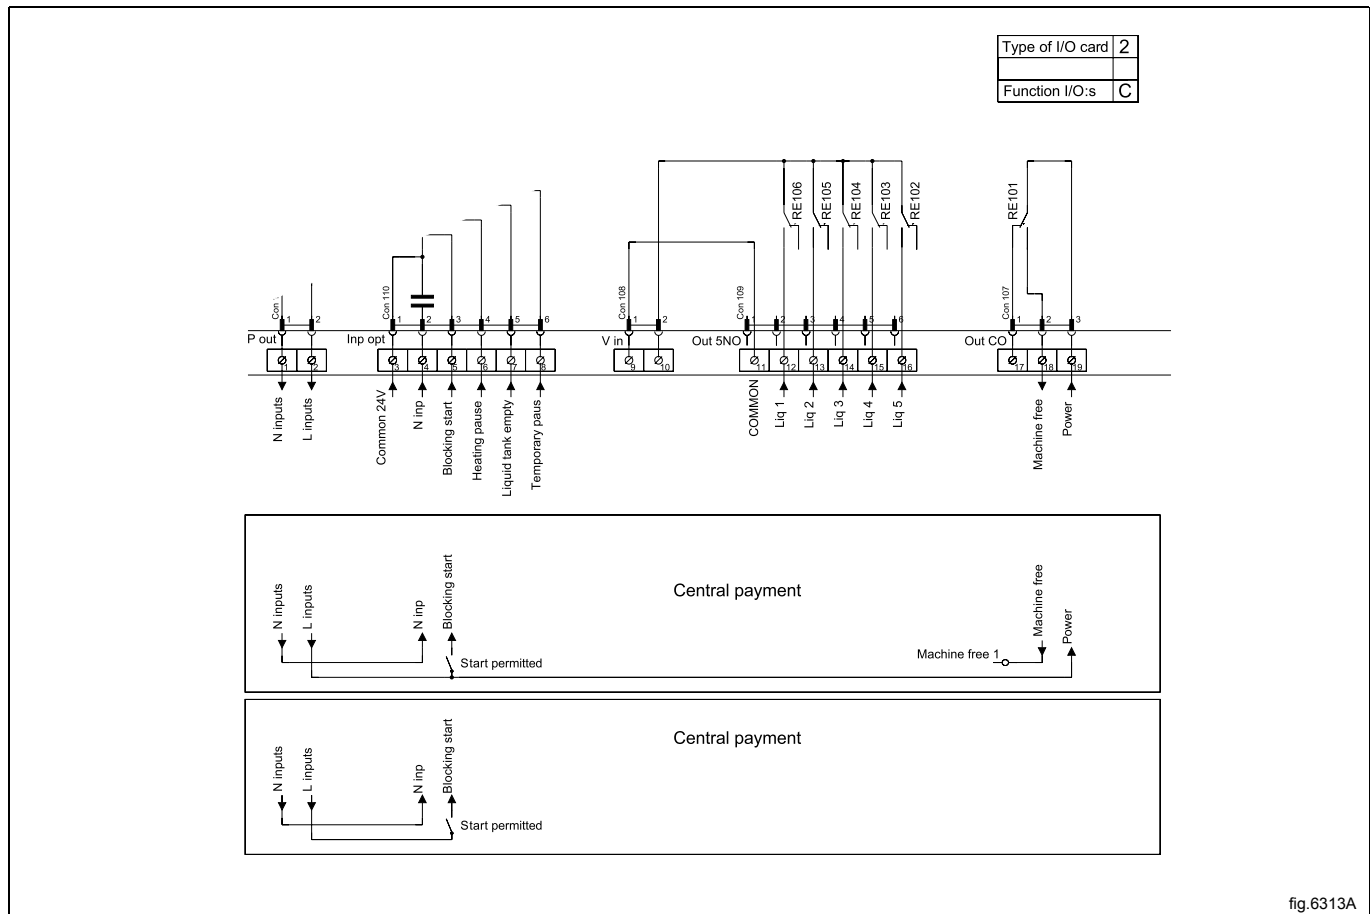 Type of I/O card 2
Function I/O:s C
RE106
RE105
RE104
RE103
RE102
RE101
Con
Con 110
Con 108
Con 109
Con 107
1 2
1 2 3 4 5 6
1 2
1 2 3 4 5 6
1 2 3
P out
Inp opt
V in
Out 5NO
Out CO
1 2
3 4 5 6 7 8
9 10
11 12 13 14 15 16
17 18 19
N inputs
L inputs
Common 24V
N inp
Blocking start
Heating pause
Liquid tank empty
Temporary paus
COMMON
Liq 1
Liq 2
Liq 3
Liq 4
Liq 5
Machine free
Power
Central payment
N inputs
L inputs
N inp
Blocking start
Start permitted
Machine free 1
Machine free
Power
Central payment
N inputs
L inputs
N inp
Blocking start
Start permitted
fig.6313A